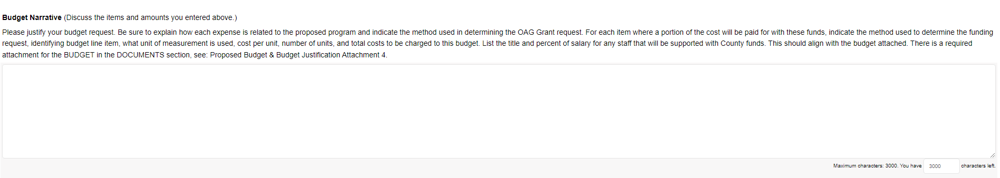 Budget Narrative (Discuss the items and amounts you entered above.)
Please justify your budget request. Be sure to explain how each expense is related to the proposed program and indicate the method used in determining the OAG Grant request. For each item where a portion of the cost will be paid for with these funds, indicate the method used to determine the funding
request, identifying budget line item, what unit of measurement is used, cost per unit, number of units, and total costs to be charged to this budget. List the title and percent of salary for any staff that will be supported with County funds. This should align with the budget attached. There is a required
attachment for the BUDGET in the DOCUMENTS section, see: Proposed Budget & Budget Justification Attachment 4.
Maximum characters: 3000. You have 3000 characters left.